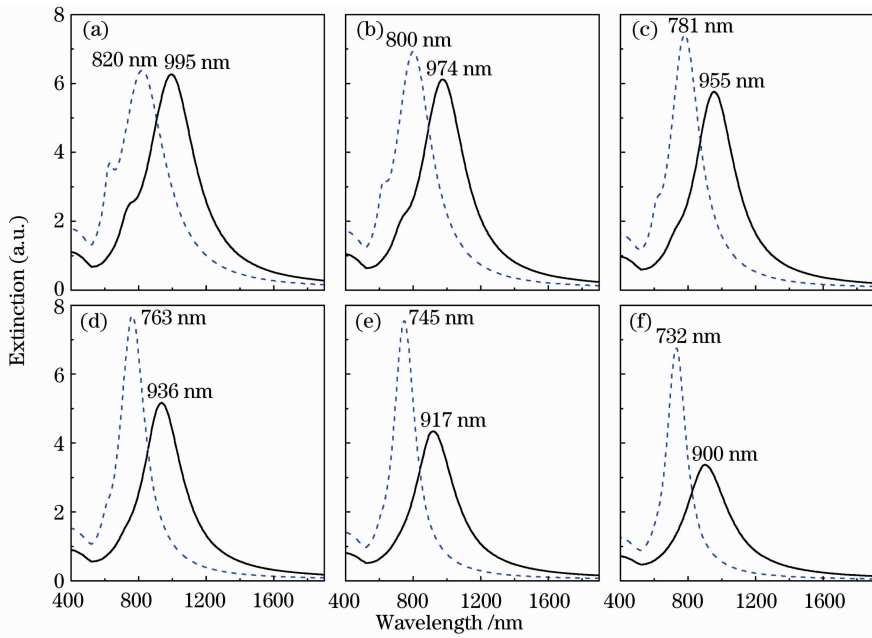 (a)
820 nm 995 nm
(b)
800 nm
974 nm
(c)
781 nm
955 nm
8
6
4
2
0
(d)
763 nm
936 nm
(e)
745 nm
917 nm
(f)
732 nm
900 nm
8
6
4
2
0
400 800 1200 1600
400 800 1200 1600
400 800 1200 1600
Extinction (a.u.)
Wavelength /nm